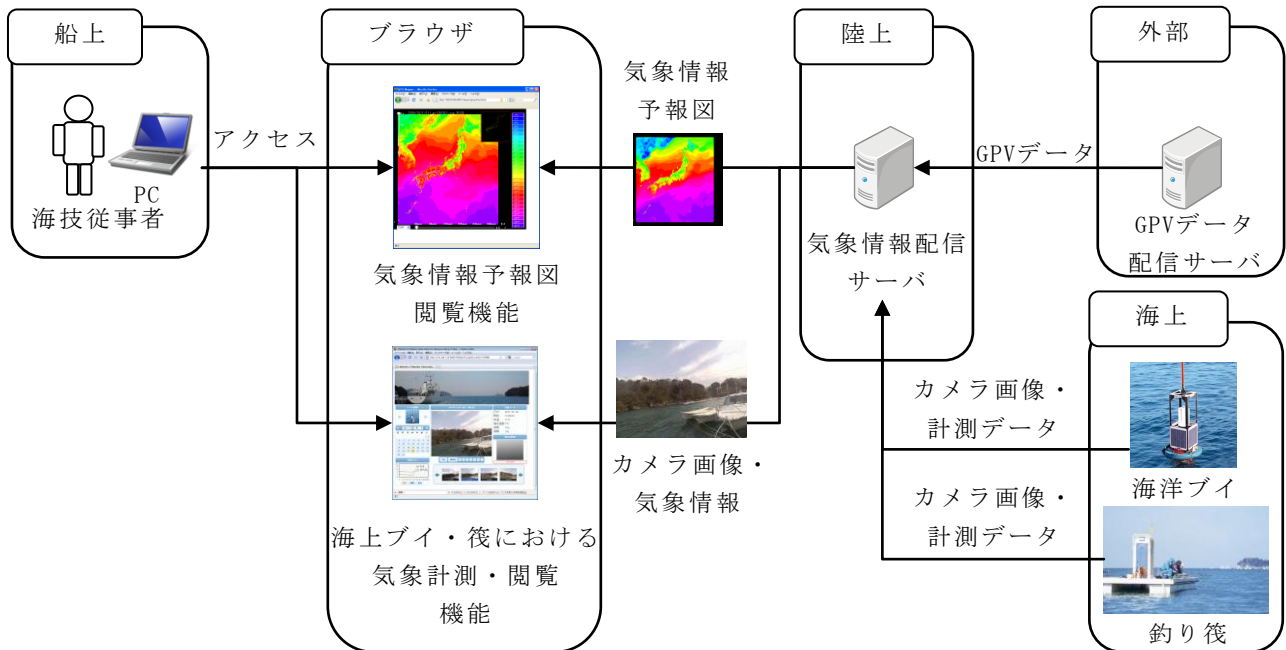 船上
PC
海技従事者
アクセス
ブラウザ
気象情報予報図
閲覧機能
海上ブイ・筏における
気象計測・閲覧
機能
気象情報
予報図
カメラ画像・
気象情報
陸上
気象情報配信
サーバ
GPVデータ
外部
GPVデータ
配信サーバ
海上
カメラ画像・
計測データ
海洋ブイ
カメラ画像・
計測データ
釣り筏